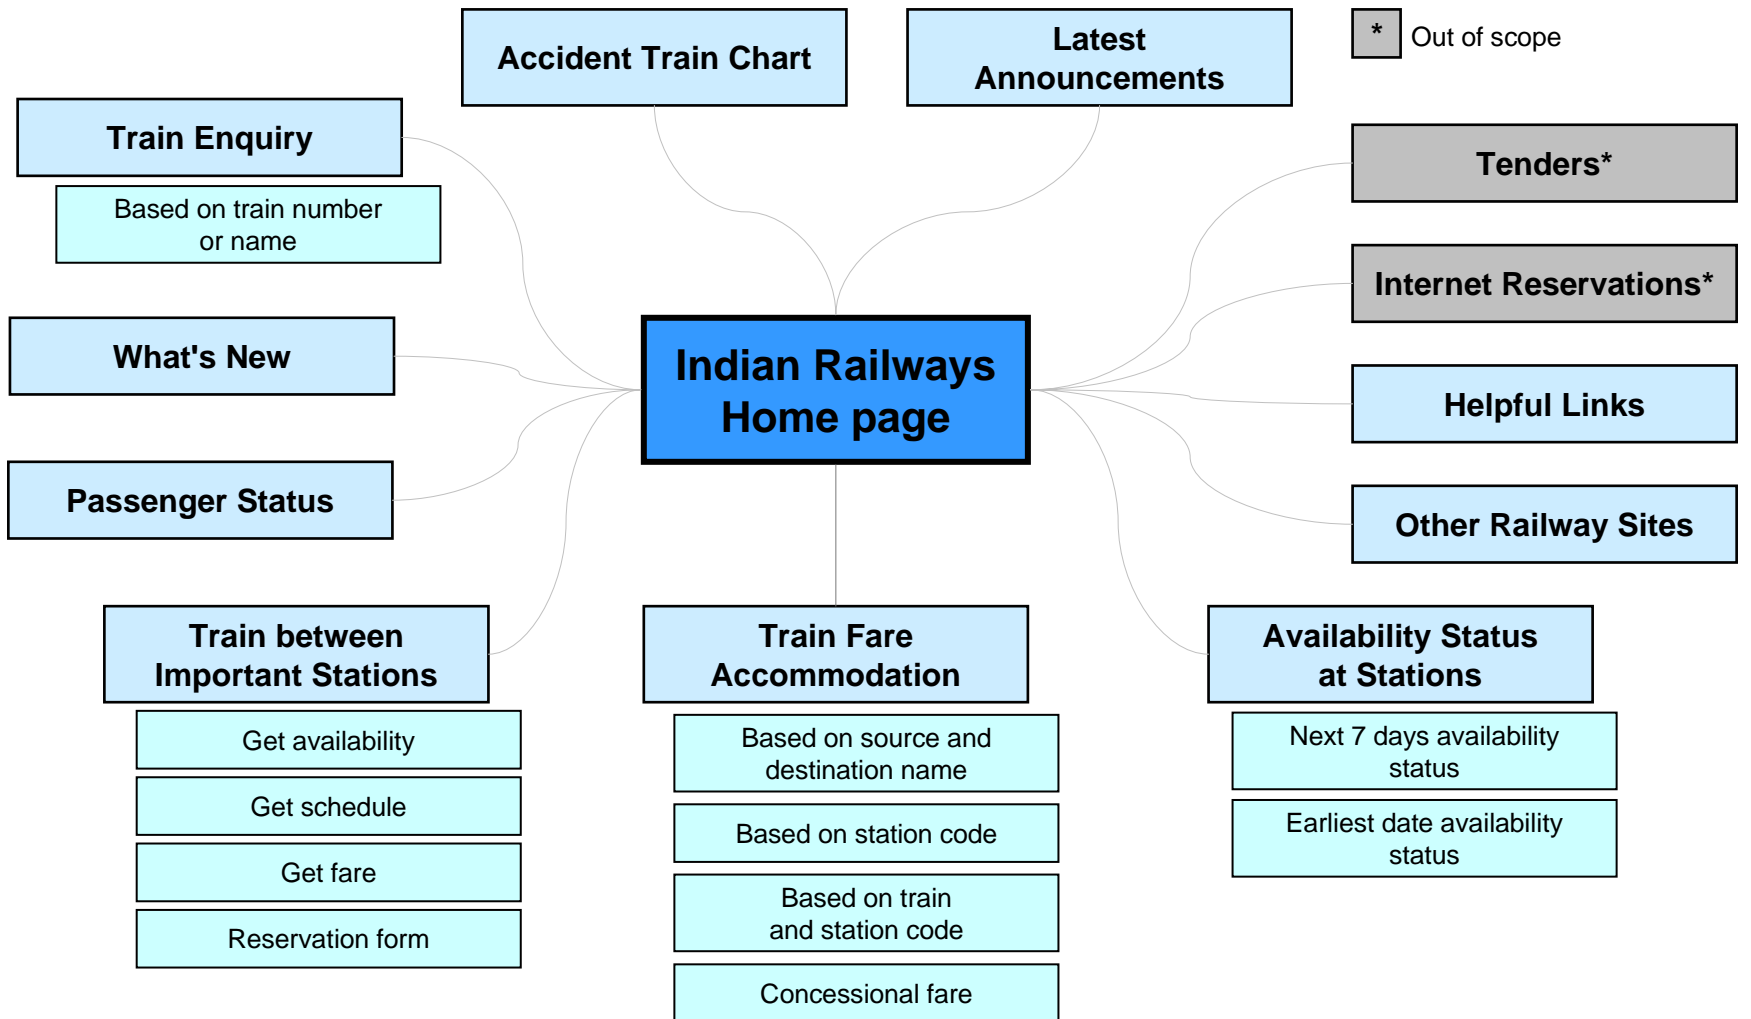 Accident Train Chart
Latest
Announcements
* Out of scope
Train Enquiry
Based on train number
or name
Tenders*
Internet Reservations*
What's New
Indian Railways
Home page
Helpful Links
Passenger Status
Other Railway Sites
Train between
Important Stations
Get availability
Get schedule
Get fare
Reservation form
Train Fare
Accommodation
Based on source and
destination name
Based on station code
Based on train
and station code
Concessional fare
Availability Status
at Stations
Next 7 days availability
status
Earliest date availability
status